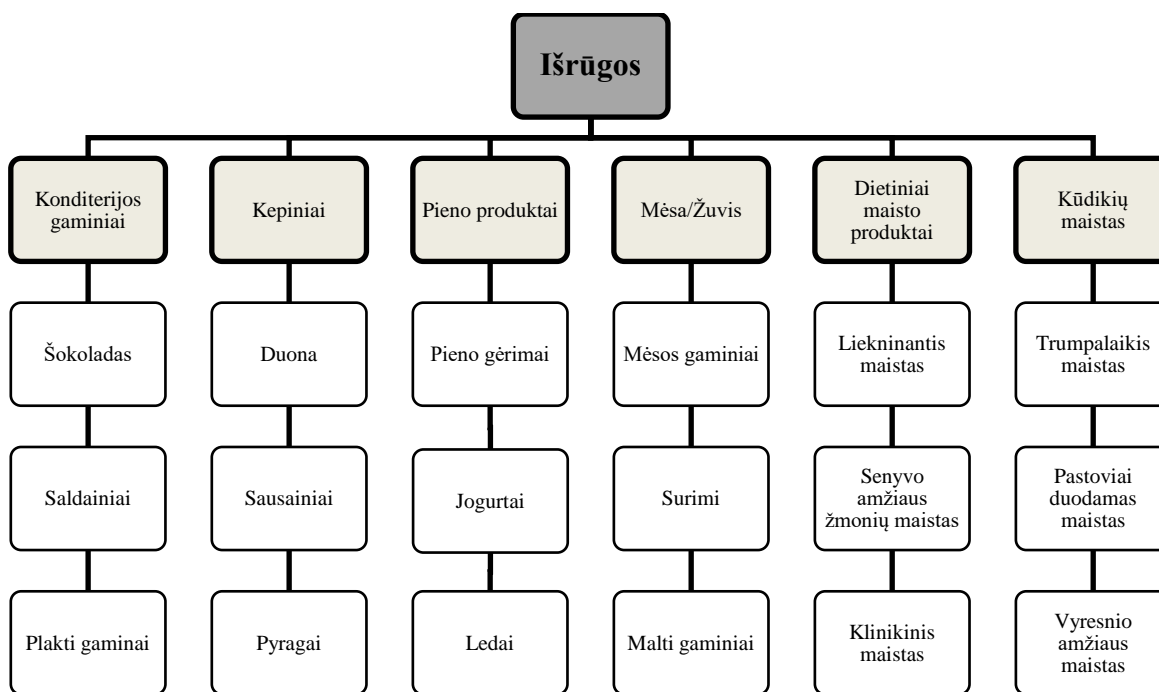 Išrūgos
Konditerijos
gaminiai
Kepiniai
Pieno produktai
Mėsa/Žuvis
Dietiniai
maisto
produktai
Kūdikių
maistas
Šokoladas
Duona
Pieno gėrimai
Mėsos gaminiai
Liekninantis
maistas
Trumpalaikis
maistas
Saldainiai
Sausainiai
Jogurtai
Surimi
Senyvo
amžiaus
žmonių maistas
Pastoviai
duodamas
maistas
Plakti gaminai
Pyragai
Ledai
Malti gaminiai
Klinikinis
maistas
Vyresnio
amžiaus
maistas